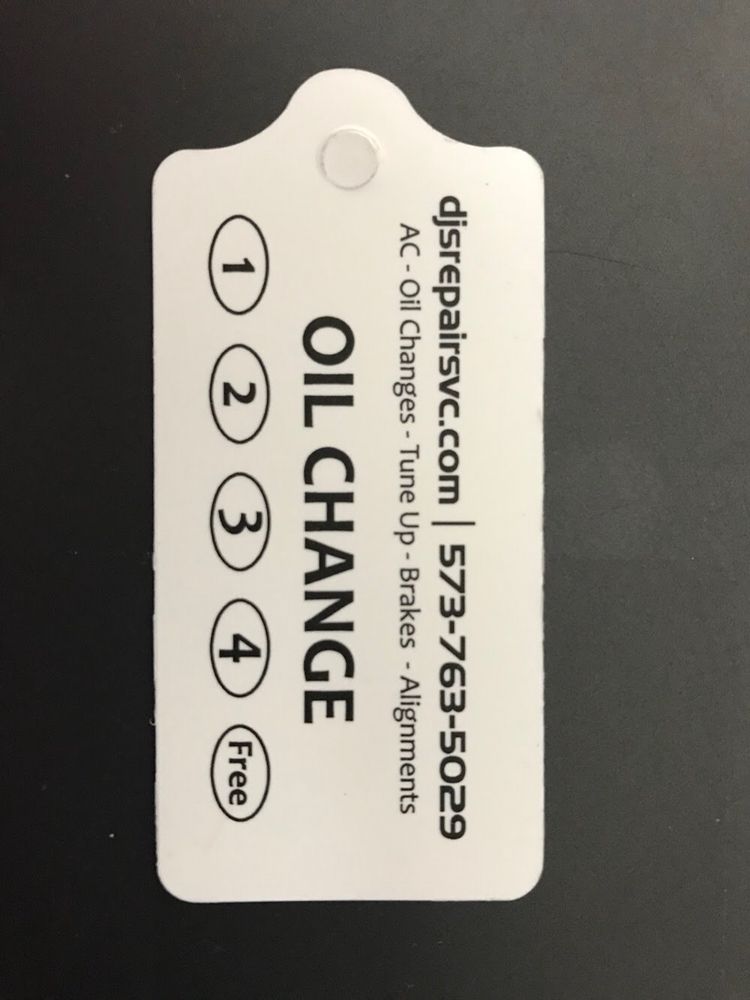 djsrepairsvc.com | 573-763-5029
AC - Oil Changes - Tune Up - Brakes - Alignments
OIL CHANGE
1 2 3 4 Free